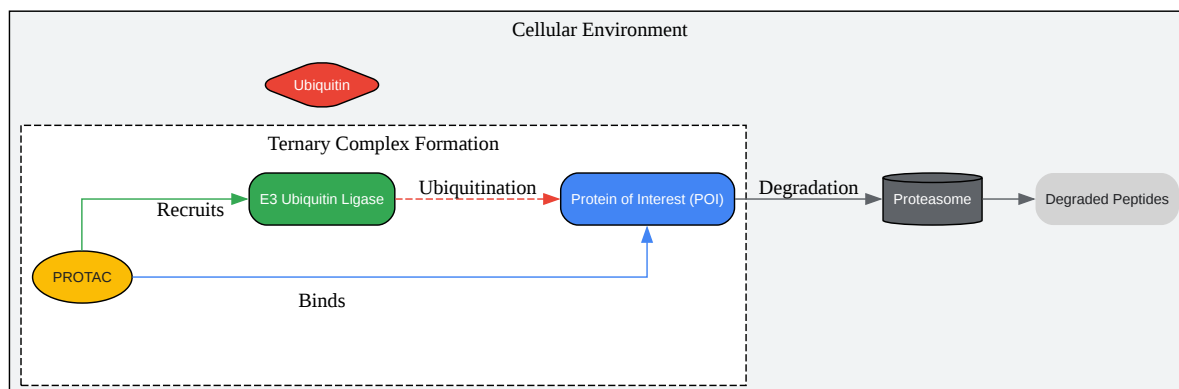 Cellular Environment
Ubiquitin
Ternary Complex Formation
E3 Ubiquitin Ligase
Ubiquitination
Protein of Interest (POI)
Degradation
Proteasome
Degraded Peptides
Recruits
PROTAC
Binds